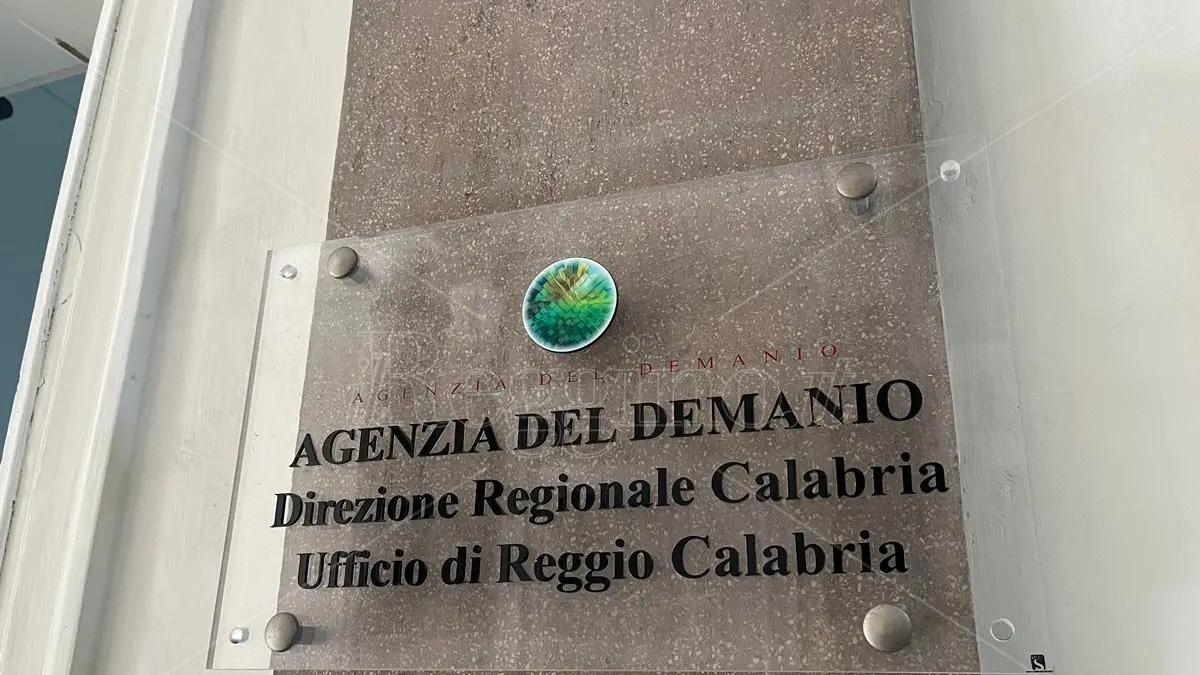 AGENZIA DEL DEMANIO
AGENZIA DEL DEMANIO
Direzione Regionale Calabria
Ufficio di Reggio Calabria